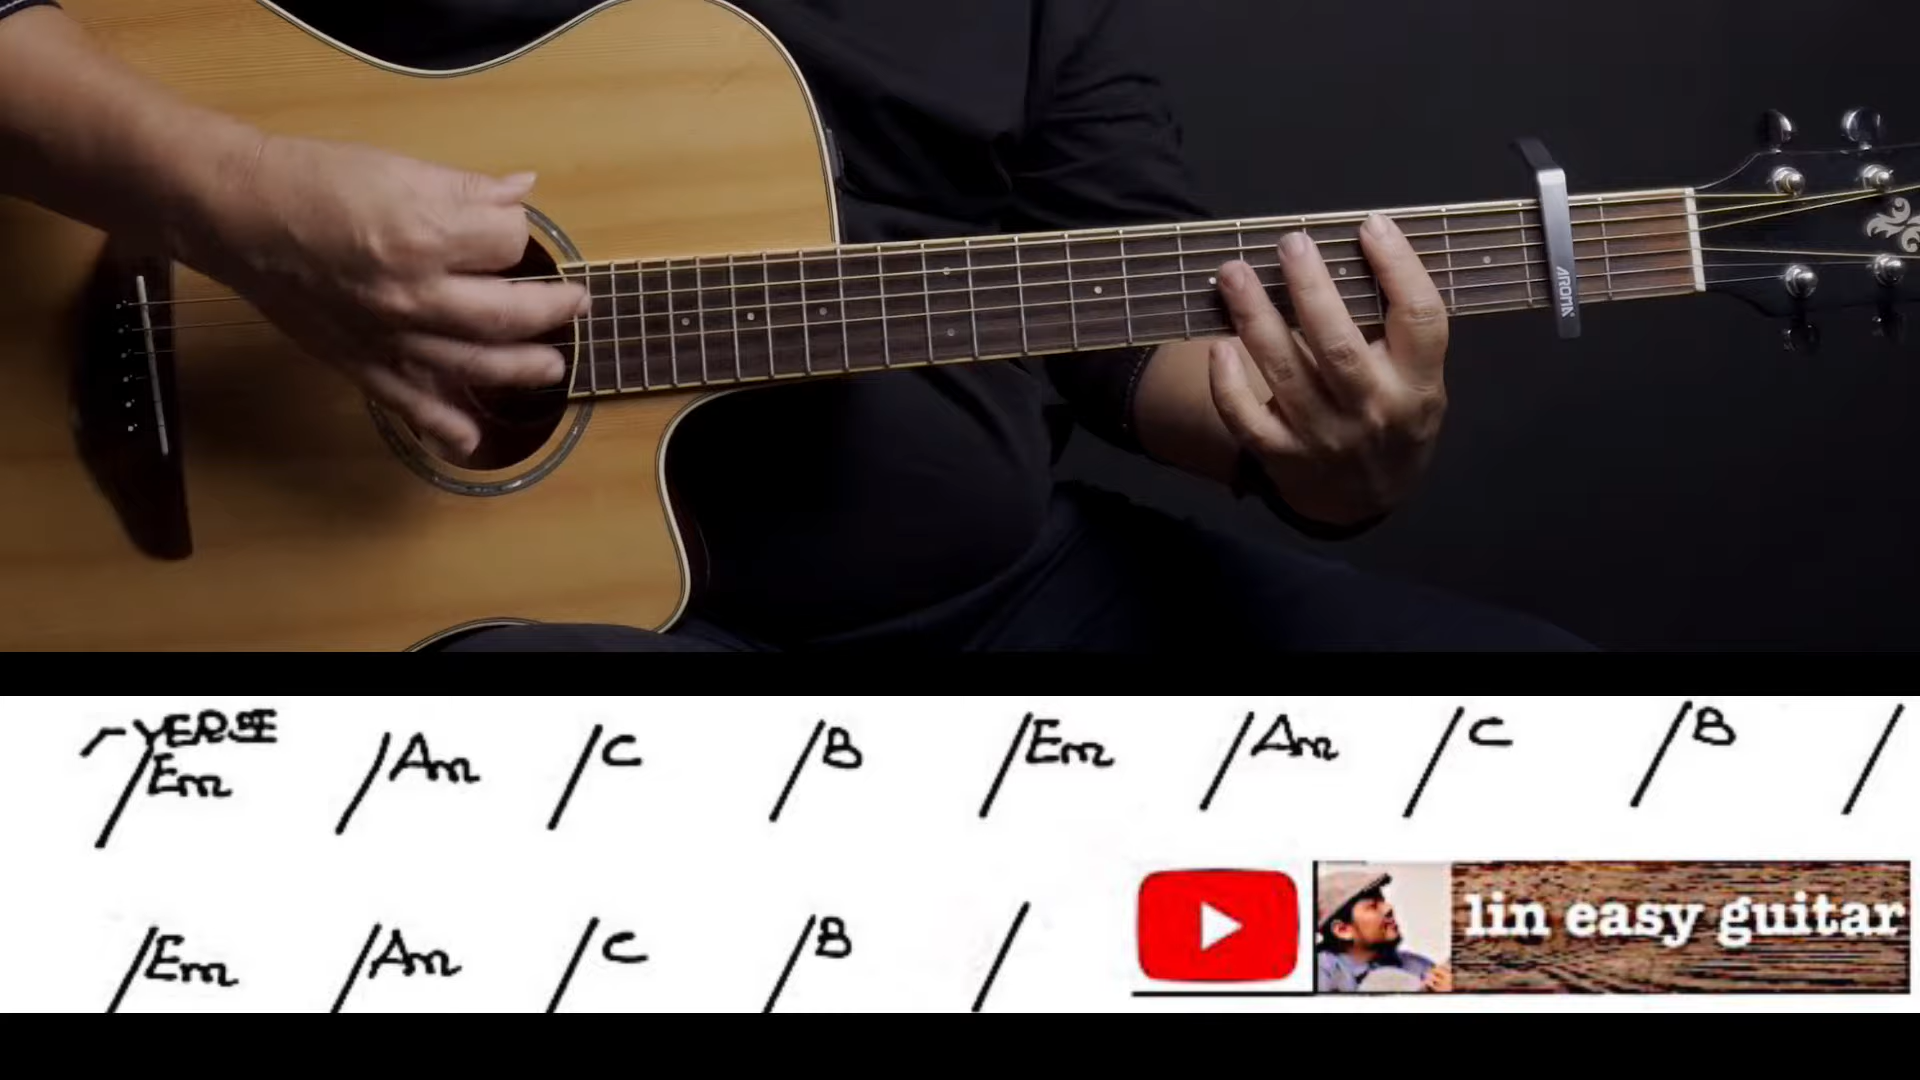 AROMA
VERSE
/ Em / Am / C / B / Em / Am / C / B /
/ Em / Am / C / B /
lin easy guitar